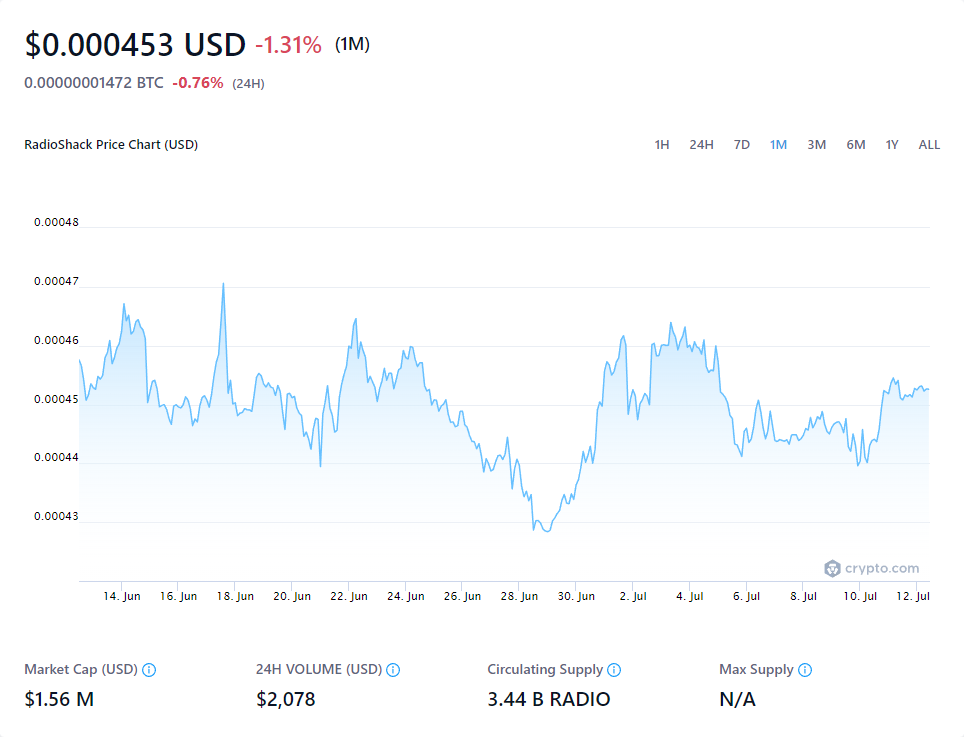 $0.000453 USD -1.31% (1M)
0.00000001472 BTC -0.76% (24H)
RadioShack Price Chart (USD) 1H 24H 7D 1M 3M 6M 1Y ALL
0.00048
0.00047
0.00046
0.00045
0.00044
0.00043
crypto.com
14. Jun 16. Jun 18. Jun 20. Jun 22. Jun 24. Jun 26. Jun 28. Jun 30. Jun 2. Jul 4. Jul 6. Jul 8. Jul 10. Jul 12. Jul
Market Cap (USD) 24H VOLUME (USD) Circulating Supply Max Supply
$1.56 M $2,078 3.44 B RADIO N/A